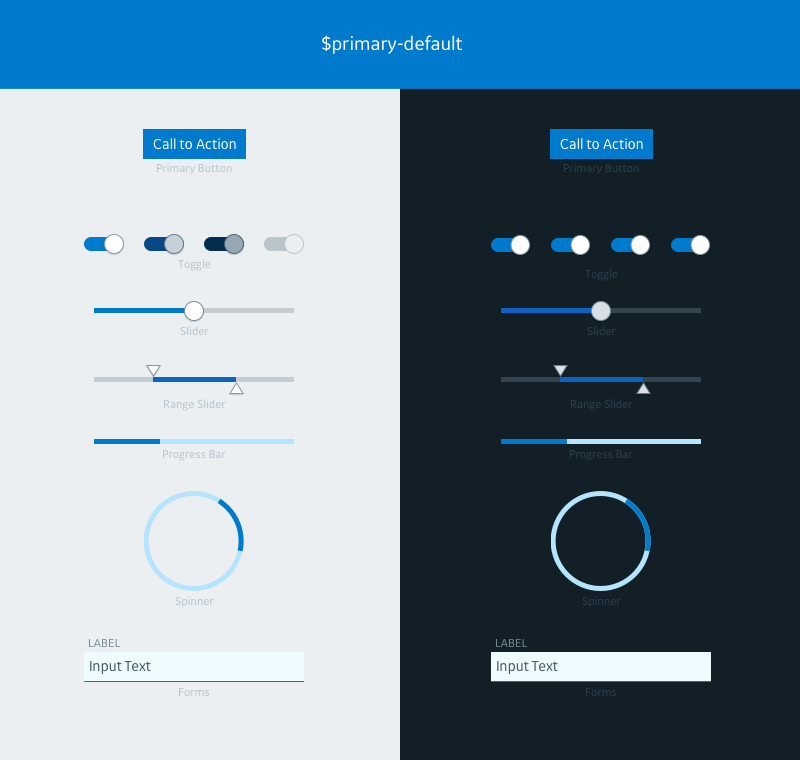 $primary-default
Call to Action
Primary Button
Toggle
Slider
Range Slider
Progress Bar
Spinner
LABEL
Input Text
Forms
Call to Action
Primary Button
Toggle
Slider
Range Slider
Progress Bar
Spinner
LABEL
Input Text
Forms